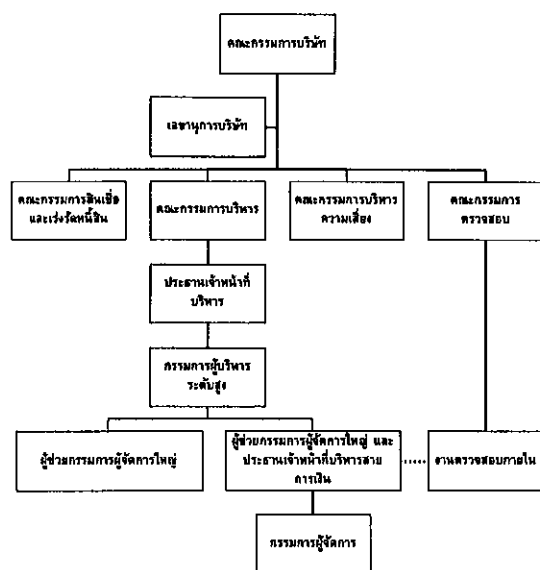 คณะกรรมการบริษัท
เลขานุการบริษัท
คณะกรรมการสินเชื่อ
และเร่งรัดหนี้สิน
คณะกรรมการบริหาร
คณะกรรมการบริหาร
ความเสี่ยง
คณะกรรมการ
ตรวจสอบ
ประธานเจ้าหน้าที่
บริหาร
กรรมการผู้บริหาร
ระดับสูง
ผู้ช่วยกรรมการผู้จัดการใหญ่
ผู้ช่วยกรรมการผู้จัดการใหญ่ และ
ประธานเจ้าหน้าที่บริหารสาย
การเงิน
งานตรวจสอบภายใน
กรรมการผู้จัดการ